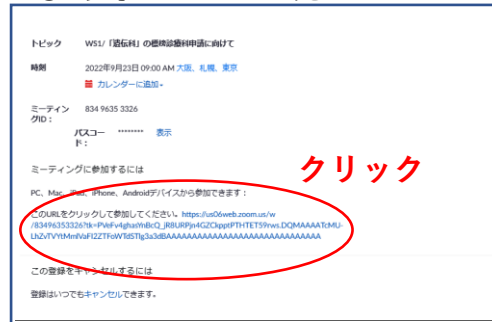 トピック WS1/「遺伝科」の標榜診療科申請に向けて
時刻 2022年9月23日 09:00 AM 大阪、札幌、東京
カレンダーに追加
ミーティン 834 9635 3326
グID：
パスコー ******** 表示
ド：
ミーティングに参加するには
クリック
PC、Mac、iPad、iPhone、Androidデバイスから参加できます：
このURLをクリックして参加してください。https://us06web.zoom.us/w
この登録をキャンセルするには
登録はいつでもキャンセルできます。